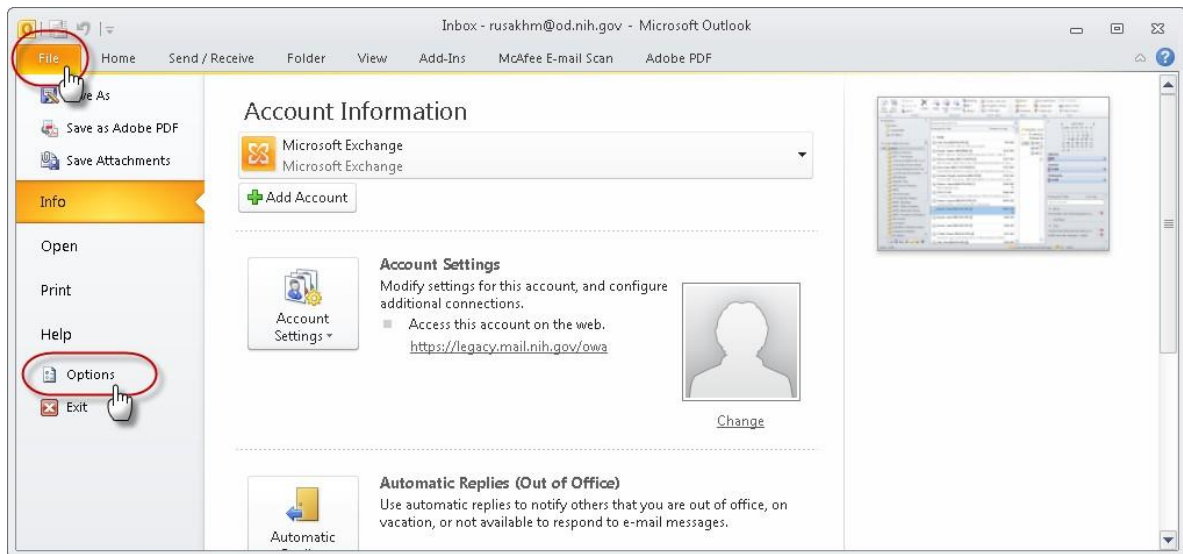 Inbox - rusakhm@od.nih.gov - Microsoft Outlook
File Home Send / Receive Folder View Add-Ins McAfee E-mail Scan Adobe PDF
Save As
Save as Adobe PDF
Save Attachments
Info
Open
Print
Help
Options
Exit
Account Information
Microsoft Exchange
Microsoft Exchange
Add Account
Account
Settings
Account Settings
Modify settings for this account, and configure
additional connections.
Access this account on the web.
https://legacy.mail.nih.gov/owa
Change
Automatic
Automatic Replies (Out of Office)
Use automatic replies to notify others that you are out of office, on
vacation, or not available to respond to e-mail messages.